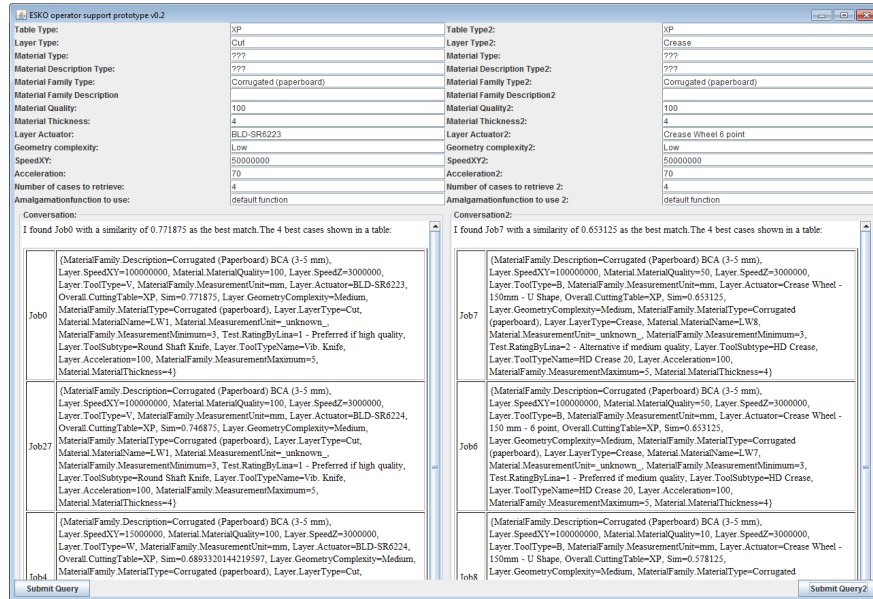 ESKO operator support prototype v0.2
Table Type: XP Table Type2: XP
Layer Type: Cut Layer Type2: Crease
Material Type: ??? Material Type: ???
Material Description Type: ??? Material Description Type2: ???
Material Family Type: Corrugated (paperboard) Material Family Type2: Corrugated (paperboard)
Material Family Description Material Family Description2
Material Quality: 100 Material Quality2: 100
Material Thickness: 4 Material Thickness2: 4
Layer Actuator: BLD-SR6223 Layer Actuator2: Crease Wheel 6 point
Geometry complexity: Low Geometry complexity2: Low
SpeedXY: 50000000 SpeedXY2: 50000000
Acceleration: 70 Acceleration2: 70
Number of cases to retrieve: 4 Number of cases to retrieve 2: 4
Amalgamationfunction to use: default function Amalgamationfunction to use 2: default function
Conversation:
I found Job0 with a similarity of 0.771875 as the best match.The 4 best cases shown in a table:
Job0
{MaterialFamily.Description=Corrugated (Paperboard) BCA (3-5 mm),
Layer.SpeedXY=100000000, Material.MaterialQuality=100, Layer.SpeedZ=3000000,
Layer.ToolType=V, MaterialFamily.MeasurementUnit=mm, Layer.Actuator=BLD-SR6223,
Overall.CuttingTable=XP, Sim=0.771875, Layer.GeometryComplexity=Medium,
MaterialFamily.MaterialType=Corrugated (paperboard), Layer.LayerType=Cut,
Material.MaterialName=LW1, Material.MeasurementUnit=_unknown_,
MaterialFamily.MeasurementMinimum=3, Test.RatingByLina=1 - Preferred if high quality,
Layer.ToolSubtype=Round Shaft Knife, Layer.ToolTypeName=Vib. Knife,
Layer.Acceleration=100, MaterialFamily.MeasurementMaximum=5,
Material.MaterialThickness=4}
Job27
{MaterialFamily.Description=Corrugated (Paperboard) BCA (3-5 mm),
Layer.SpeedXY=100000000, Material.MaterialQuality=100, Layer.SpeedZ=3000000,
Layer.ToolType=V, MaterialFamily.MeasurementUnit=mm, Layer.Actuator=BLD-SR6224,
Overall.CuttingTable=XP, Sim=0.746875, Layer.GeometryComplexity=Medium,
MaterialFamily.MaterialType=Corrugated (paperboard), Layer.LayerType=Cut,
Material.MaterialName=LW1, Material.MeasurementUnit=_unknown_,
MaterialFamily.MeasurementMinimum=3, Test.RatingByLina=1 - Preferred if high quality,
Layer.ToolSubtype=Round Shaft Knife, Layer.ToolTypeName=Vib. Knife,
Layer.Acceleration=100, MaterialFamily.MeasurementMaximum=5,
Material.MaterialThickness=4}
Job4
{MaterialFamily.Description=Corrugated (Paperboard) BCA (3-5 mm),
Layer.SpeedXY=15000000, Material.MaterialQuality=100, Layer.SpeedZ=3000000,
Layer.ToolType=W, MaterialFamily.MeasurementUnit=mm, Layer.Actuator=BLD-SR6224,
Overall.CuttingTable=XP, Sim=0.6893320144219597, Layer.GeometryComplexity=Medium,
MaterialFamily.MaterialType=Corrugated (paperboard), Layer.LayerType=Cut,
Submit Query
Conversation2:
I found Job7 with a similarity of 0.653125 as the best match.The 4 best cases shown in a table:
Job7
{MaterialFamily.Description=Corrugated (Paperboard) BCA (3-5 mm),
Layer.SpeedXY=100000000, Material.MaterialQuality=50, Layer.SpeedZ=3000000,
Layer.ToolType=B, MaterialFamily.MeasurementUnit=mm, Layer.Actuator=Crease Wheel -
150mm - U Shape, Overall.CuttingTable=XP, Sim=0.653125,
Layer.GeometryComplexity=Medium, MaterialFamily.MaterialType=Corrugated
(paperboard), Layer.LayerType=Crease, Material.MaterialName=LW8,
Material.MeasurementUnit=_unknown_, MaterialFamily.MeasurementMinimum=3,
Test.RatingByLina=2 - Alternative if medium quality, Layer.ToolSubtype=HD Crease,
Layer.ToolTypeName=HD Crease 20, Layer.Acceleration=100,
MaterialFamily.MeasurementMaximum=5, Material.MaterialThickness=4}
Job6
{MaterialFamily.Description=Corrugated (Paperboard) BCA (3-5 mm),
Layer.SpeedXY=100000000, Material.MaterialQuality=50, Layer.SpeedZ=3000000,
Layer.ToolType=B, MaterialFamily.MeasurementUnit=mm, Layer.Actuator=Crease Wheel -
150 mm - 6 point, Overall.CuttingTable=XP, Sim=0.653125,
Layer.GeometryComplexity=Medium, MaterialFamily.MaterialType=Corrugated
(paperboard), Layer.LayerType=Crease, Material.MaterialName=LW7,
Material.MeasurementUnit=_unknown_, MaterialFamily.MeasurementMinimum=3,
Test.RatingByLina=1 - Preferred if medium quality, Layer.ToolSubtype=HD Crease,
Layer.ToolTypeName=HD Crease 20, Layer.Acceleration=100,
MaterialFamily.MeasurementMaximum=5, Material.MaterialThickness=4}
Job8
{MaterialFamily.Description=Corrugated (Paperboard) BCA (3-5 mm),
Layer.SpeedXY=100000000, Material.MaterialQuality=10, Layer.SpeedZ=3000000,
Layer.ToolType=B, MaterialFamily.MeasurementUnit=mm, Layer.Actuator=Crease Wheel -
150mm - U Shape, Overall.CuttingTable=XP, Sim=0.578125,
Layer.GeometryComplexity=Medium, MaterialFamily.MaterialType=Corrugated
Submit Query2